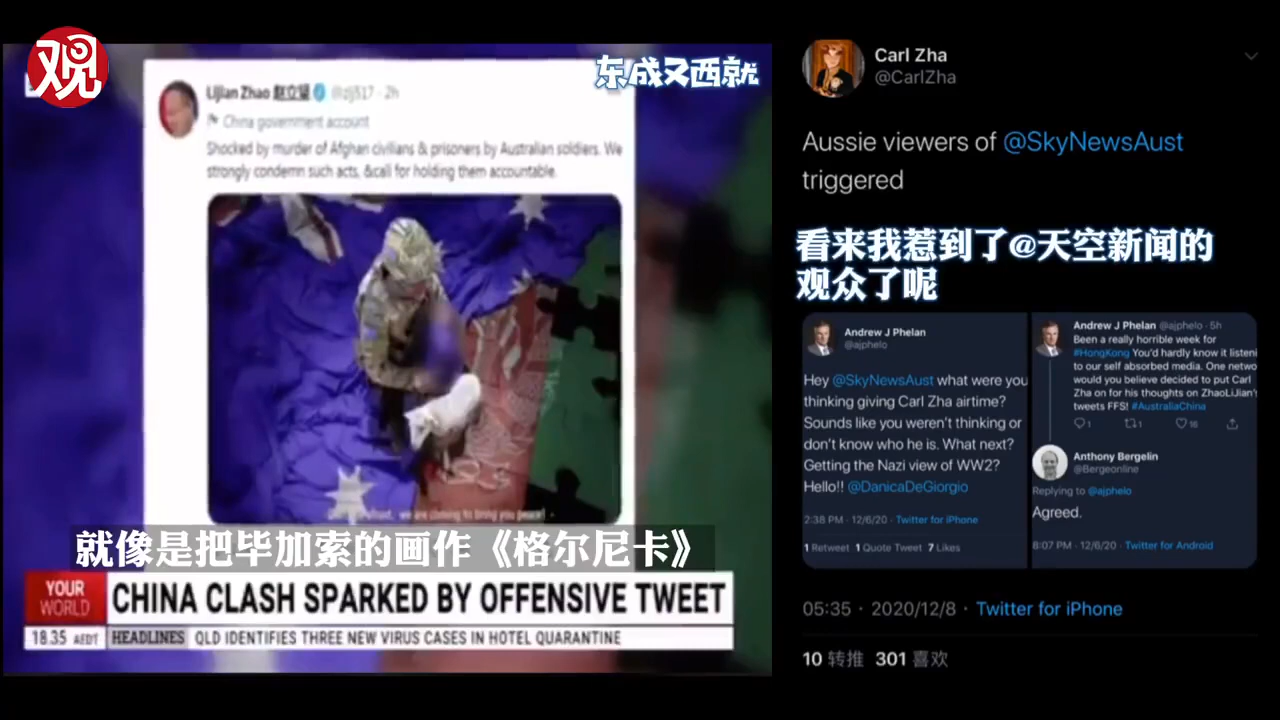 观
东成又西就
Lijian Zhao 赵立坚 @zlj517 · 2h
China government account
Shocked by murder of Afghan civilians & prisoners by Australian soldiers. We
strongly condemn such acts, &call for holding them accountable.
we are coming to bring you peace!
就像是把毕加索的画作《格尔尼卡》
YOUR
WORLD
CHINA CLASH SPARKED BY OFFENSIVE TWEET
18.35 AEDT
HEADLINES
QLD IDENTIFIES THREE NEW VIRUS CASES IN HOTEL QUARANTINE
Carl Zha
@CarlZha
Aussie viewers of @SkyNewsAust
triggered
看来我惹到了@天空新闻的
观众了呢
Andrew J Phelan
@ajphelo
Hey @SkyNewsAust what were you
thinking giving Carl Zha airtime?
Sounds like you weren't thinking or
don't know who he is. What next?
Getting the Nazi view of WW2?
Hello!! @DanicaDeGiorgio
2:38 PM · 12/6/20 · Twitter for iPhone
1 Retweet 1 Quote Tweet 7 Likes
Andrew J Phelan @ajphelo · 5h
Been a really horrible week for
#HongKong You'd hardly know it listeni
to our self absorbed media. One netwo
would you believe decided to put Carl
Zha on for his thoughts on ZhaoLiJian's
tweets FFS! #AustraliaChina
1 1 16
Anthony Bergelin
@Bergeonline
Replying to @ajphelo
Agreed.
8:07 PM · 12/6/20 · Twitter for Android
05:35 · 2020/12/8 · Twitter for iPhone
10 转推 301 喜欢